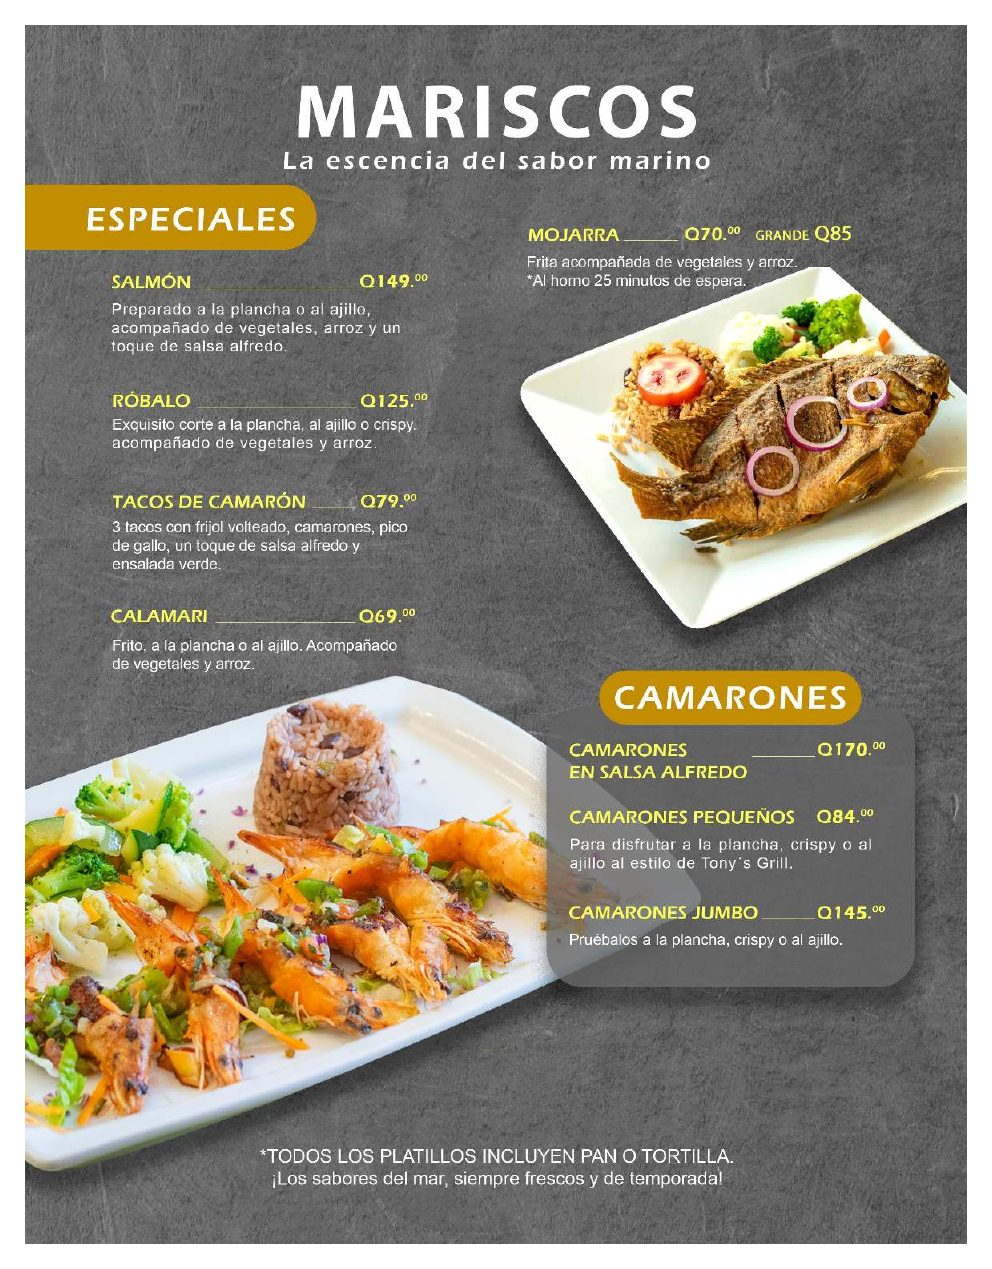 MARISCOS
La escencia del sabor marino
ESPECIALES
SALMÓN Q149.00
Preparado a la plancha o al ajillo,
acompañado de vegetales, arroz y un
toque de salsa alfredo.
RÓBALO Q125.00
Exquisito corte a la plancha, al ajillo o crispy.
acompañado de vegetales y arroz.
TACOS DE CAMARÓN Q79.00
3 tacos con frijol volteado, camarones, pico
de gallo, un toque de salsa alfredo y
ensalada verde.
CALAMARI Q69.00
Frito, a la plancha o al ajillo. Acompañado
de vegetales y arroz.
MOJARRA Q70.00 GRANDE Q85
Frita acompañada de vegetales y arroz.
*Al horno 25 minutos de espera.
CAMARONES
CAMARONES Q170.00
EN SALSA ALFREDO
CAMARONES PEQUEÑOS Q84.00
Para disfrutar a la plancha, crispy o al
ajillo al estilo de Tony´s Grill.
CAMARONES JUMBO Q145.00
Pruébalos a la plancha, crispy o al ajillo.
*TODOS LOS PLATILLOS INCLUYEN PAN O TORTILLA.
¡Los sabores del mar, siempre frescos y de temporada!